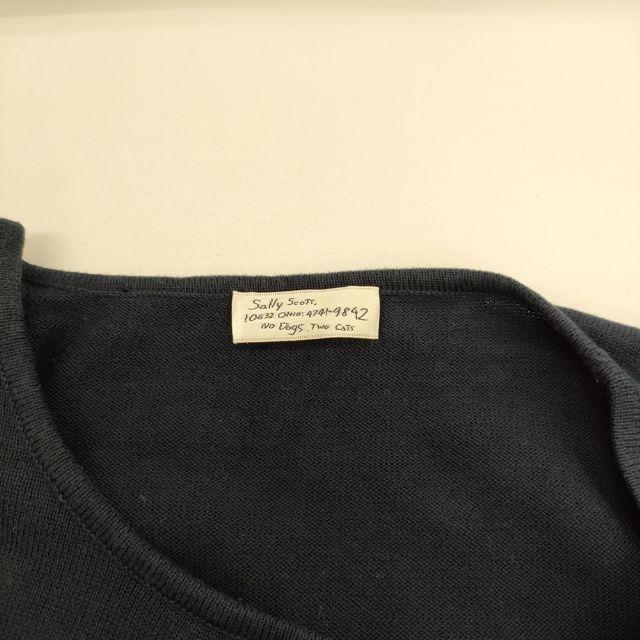 Sally Scott.
10632 Ohio: 4741-9842
No Dogs, Two Cats